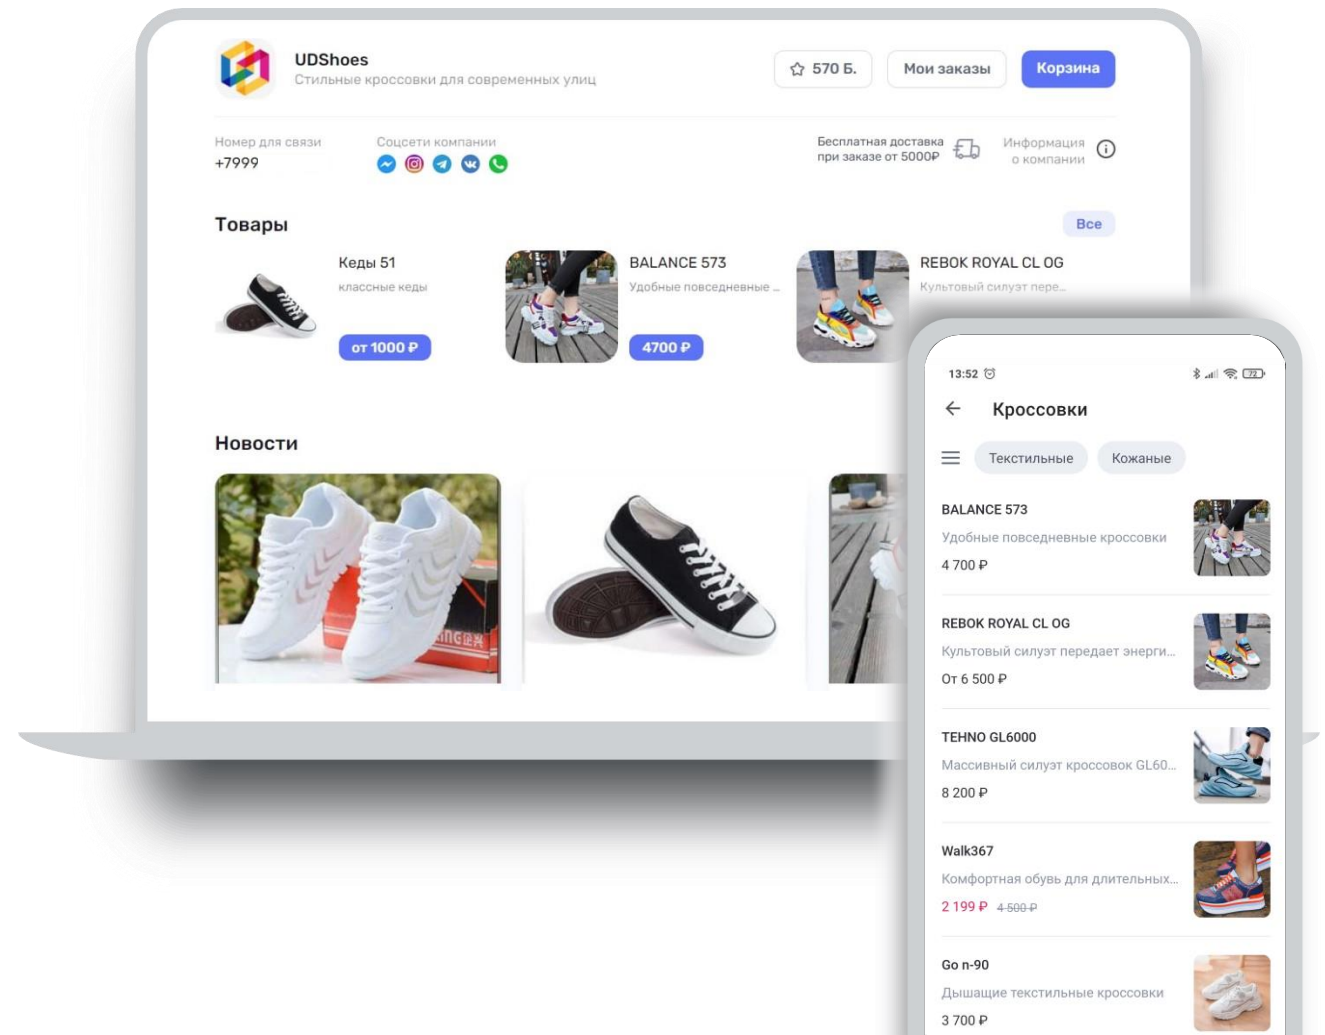 UDShoes
Стильные кроссовки для современных улиц
570 Б.
Мои заказы
Корзина
Номер для связи
+7999
Соцсети компании
Бесплатная доставка
при заказе от 5000₽
Информация
о компании
Товары
Все
Кеды 51
классные кеды
от 1000 ₽
BALANCE 573
Удобные повседневные ...
4700 ₽
REBOK ROYAL CL OG
Культовый силуэт пере...
Новости
13:52
72
Кроссовки
Текстильные
Кожаные
BALANCE 573
Удобные повседневные кроссовки
4 700 ₽
REBOK ROYAL CL OG
Культовый силуэт передает энерги...
От 6 500 ₽
TEHNO GL6000
Массивный силуэт кроссовок GL60...
8 200 ₽
Walk367
Комфортная обувь для длительных...
2 199 ₽ 4 500 ₽
Go n-90
Дышащие текстильные кроссовки
3 700 ₽